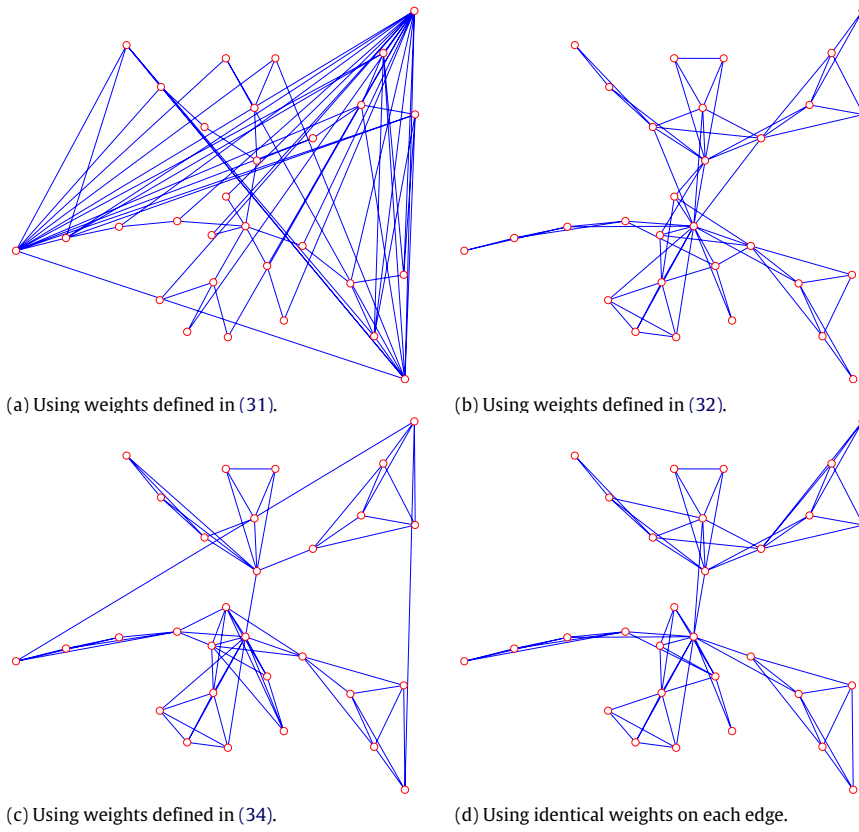 (a) Using weights defined in (31).
(b) Using weights defined in (32).
(c) Using weights defined in (34).
(d) Using identical weights on each edge.